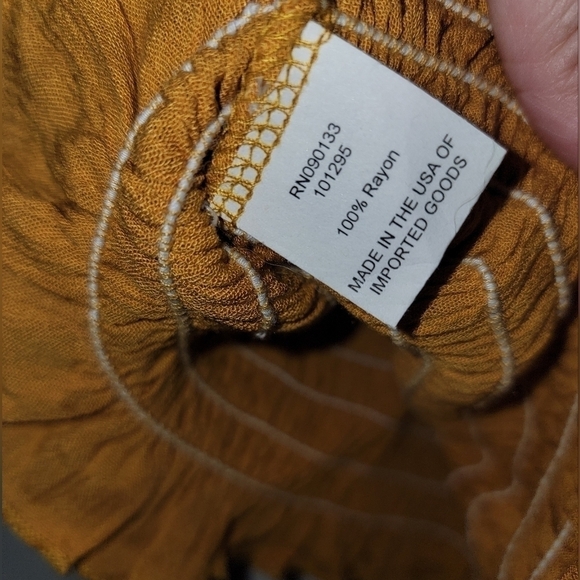 RN090133
101295
100% Rayon
MADE IN THE USA OF
IMPORTED GOODS